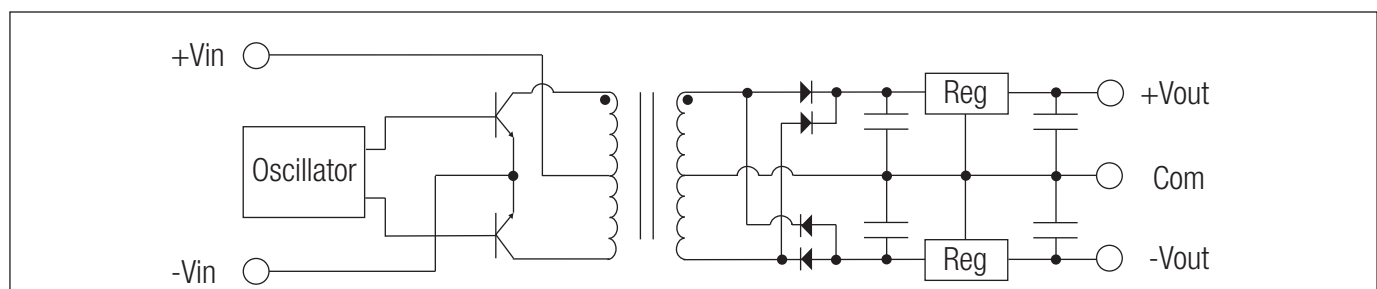 +Vin
Oscillator
-Vin
Reg
+Vout
Com
Reg
-Vout